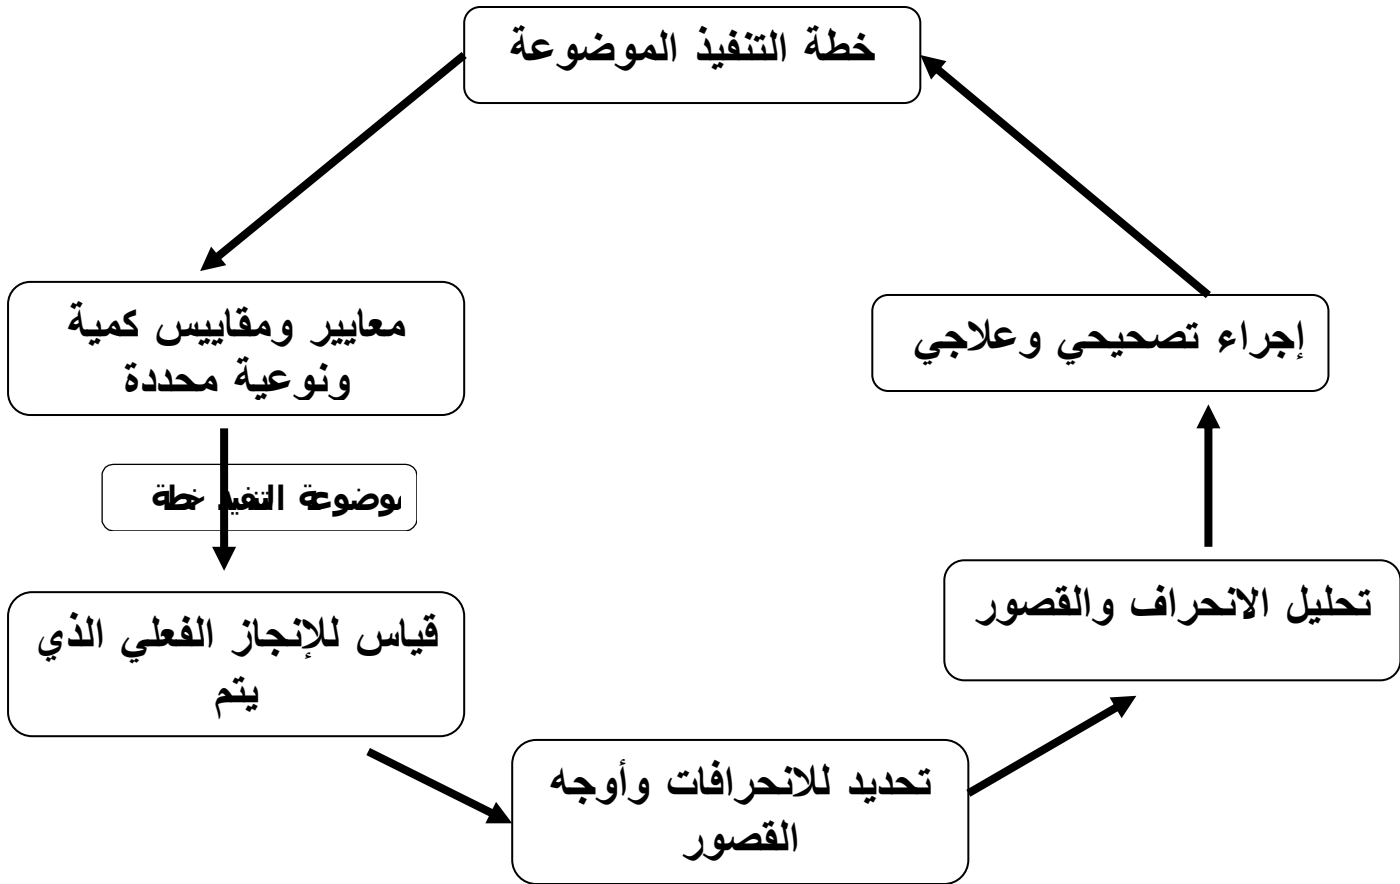 خطة التنفيذ الموضوعة
معايير ومقاييس كمية
ونوعية محددة
قياس للإنجاز الفعلي الذي
يتم
تحديد للانحرافات وأوجه
القصور
تحليل الانحراف والقصور
إجراء تصحيحي وعلاجي